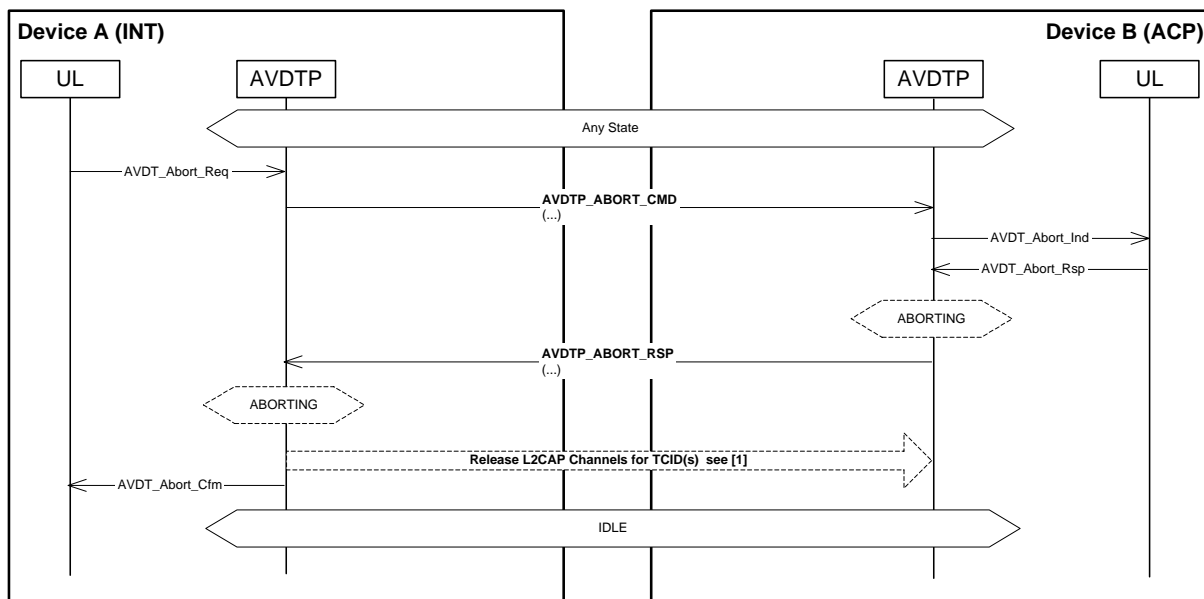 Device A (INT)
Device B (ACP)
UL
AVDTP
AVDTP
UL
Any State
AVDT_Abort_Req
AVDTP_ABORT_CMD
(...)
AVDT_Abort_Ind
AVDT_Abort_Rsp
ABORTING
AVDTP_ABORT_RSP
(...)
ABORTING
Release L2CAP Channels for TCID(s) see [1]
AVDT_Abort_Cfm
IDLE